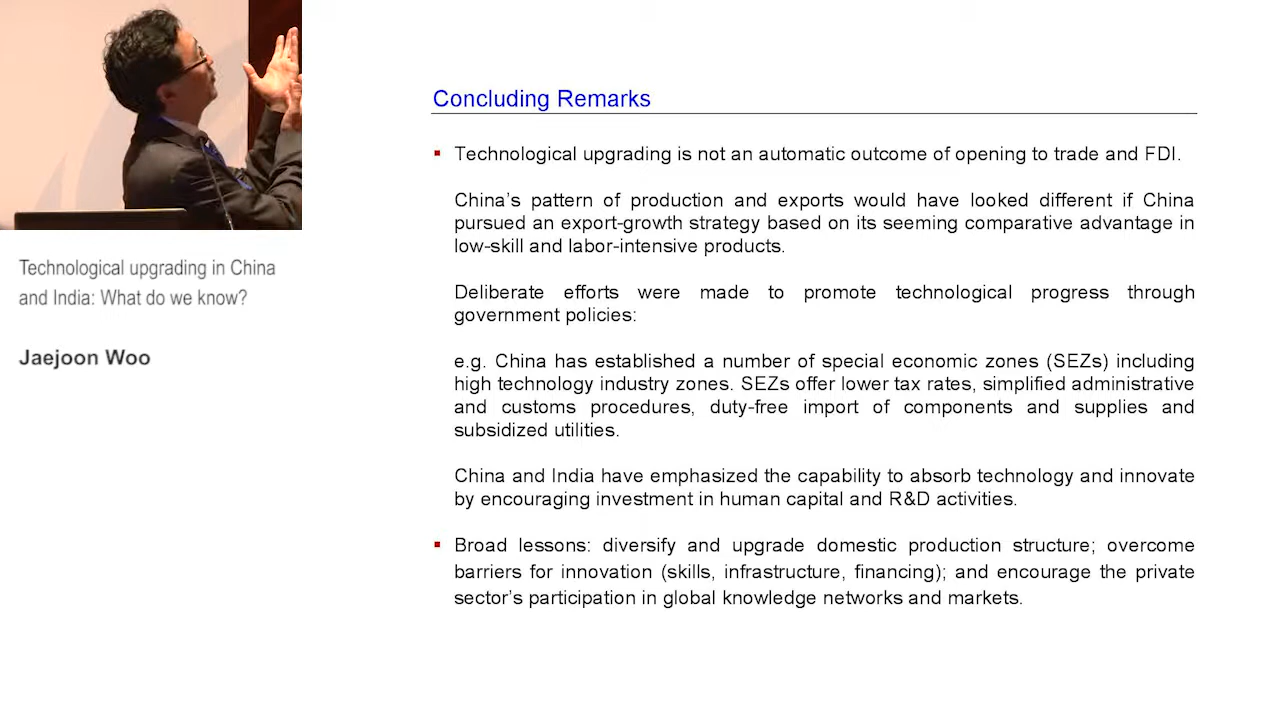 Technological upgrading in China
and India: What do we know?
Jaejoon Woo
Concluding Remarks
▪ Technological upgrading is not an automatic outcome of opening to trade and FDI.
China’s pattern of production and exports would have looked different if China
pursued an export-growth strategy based on its seeming comparative advantage in
low-skill and labor-intensive products.
Deliberate efforts were made to promote technological progress through
government policies:
e.g. China has established a number of special economic zones (SEZs) including
high technology industry zones. SEZs offer lower tax rates, simplified administrative
and customs procedures, duty-free import of components and supplies and
subsidized utilities.
China and India have emphasized the capability to absorb technology and innovate
by encouraging investment in human capital and R&D activities.
▪ Broad lessons: diversify and upgrade domestic production structure; overcome
barriers for innovation (skills, infrastructure, financing); and encourage the private
sector’s participation in global knowledge networks and markets.